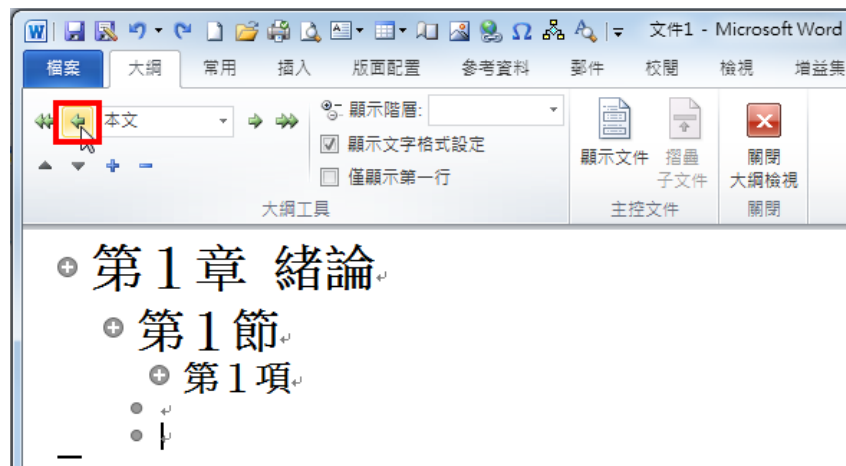 文件1 - Microsoft Word
檔案 大綱 常用 插入 版面配置 參考資料 郵件 校閱 檢視 增益集
本文
顯示階層:
顯示文字格式設定
僅顯示第一行
大綱工具
顯示文件
摺疊
子文件
主控文件
關閉
大綱檢視
關閉
第1章 緒論
第1節
第1項